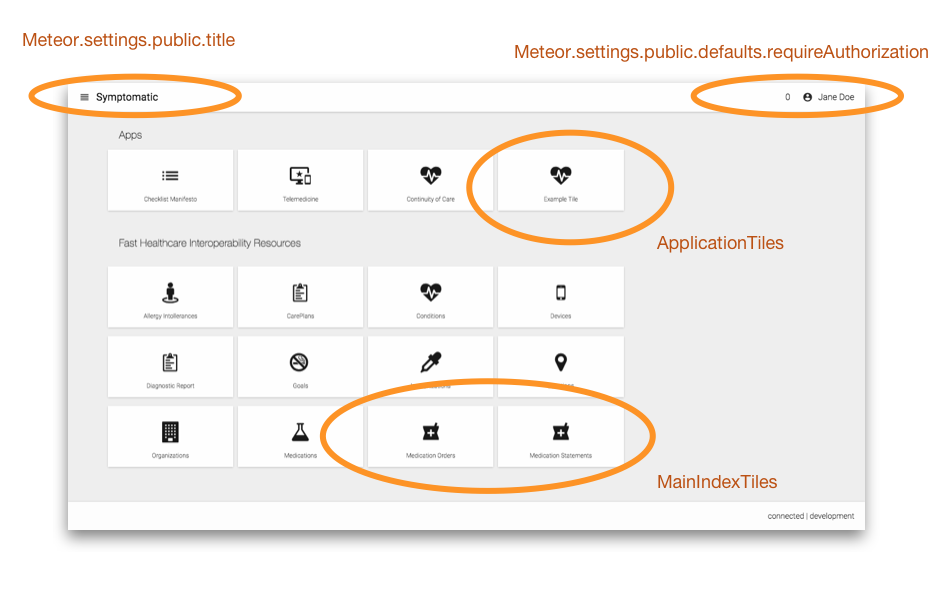 Meteor.settings.public.title
Meteor.settings.public.defaults.requireAuthorization
Symptomatic
0 Jane Doe
Apps
Checklist Manifesto
Telemedicine
Continuity of Care
Example Tile
ApplicationTiles
Fast Healthcare Interoperability Resources
Allergy Intollerances
CarePlans
Conditions
Devices
Diagnostic Report
Goals
Organizations
Medications
Medication Orders
Medication Statements
MainIndexTiles
connected | development